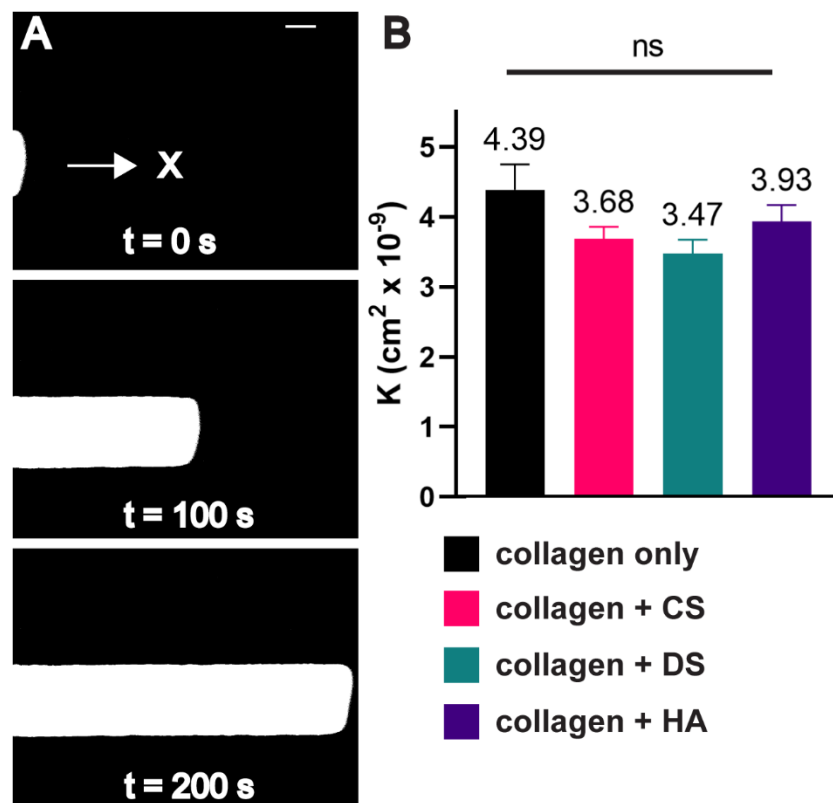 A
X
t = 0 s
t = 100 s
t = 200 s
B
ns
4.39
3.68
3.47
3.93
K (cm² x 10⁻⁹)
5
4
3
2
1
0
collagen only
collagen + CS
collagen + DS
collagen + HA